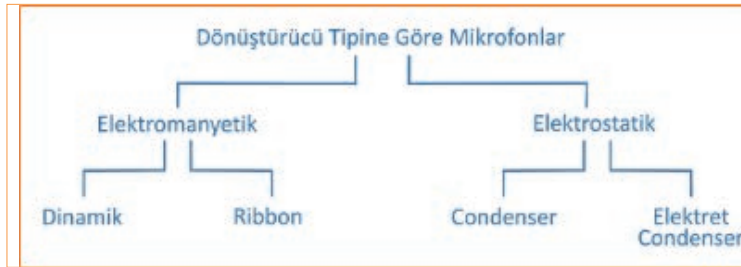 Dönüştürücü Tipine Göre Mikrofonlar
Elektromanyetik
Elektrostatik
Dinamik
Ribbon
Condenser
Elektret
Condenser